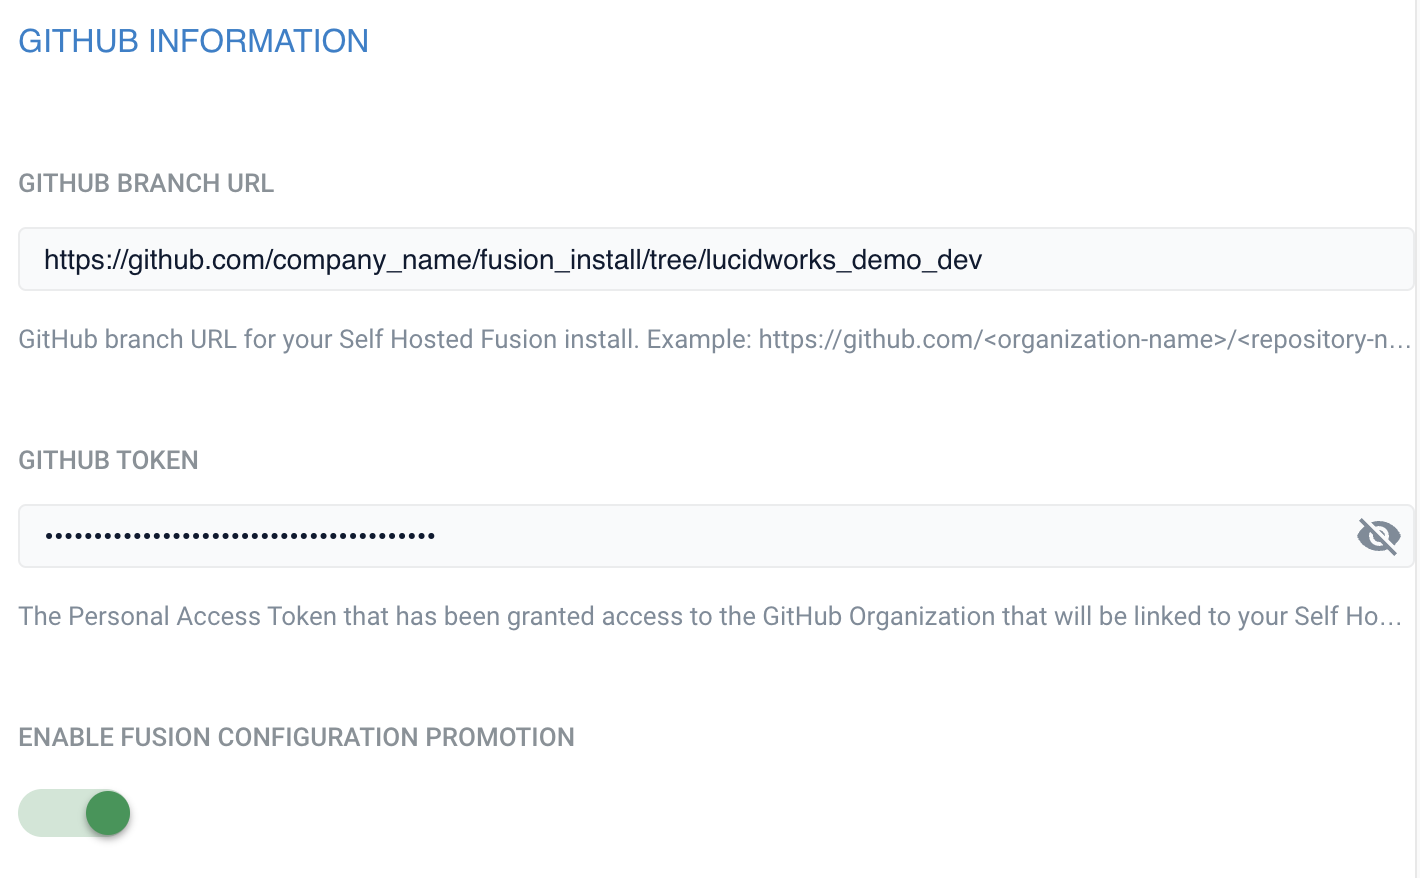 GITHUB INFORMATION
GITHUB BRANCH URL
https://github.com/company_name/fusion_install/tree/lucidworks_demo_dev
GitHub branch URL for your Self Hosted Fusion install. Example: https://github.com/<organization-name>/<repository-n...
GITHUB TOKEN
••••••••••••••••••••••••••••••••••••••••
The Personal Access Token that has been granted access to the GitHub Organization that will be linked to your Self Ho...
ENABLE FUSION CONFIGURATION PROMOTION